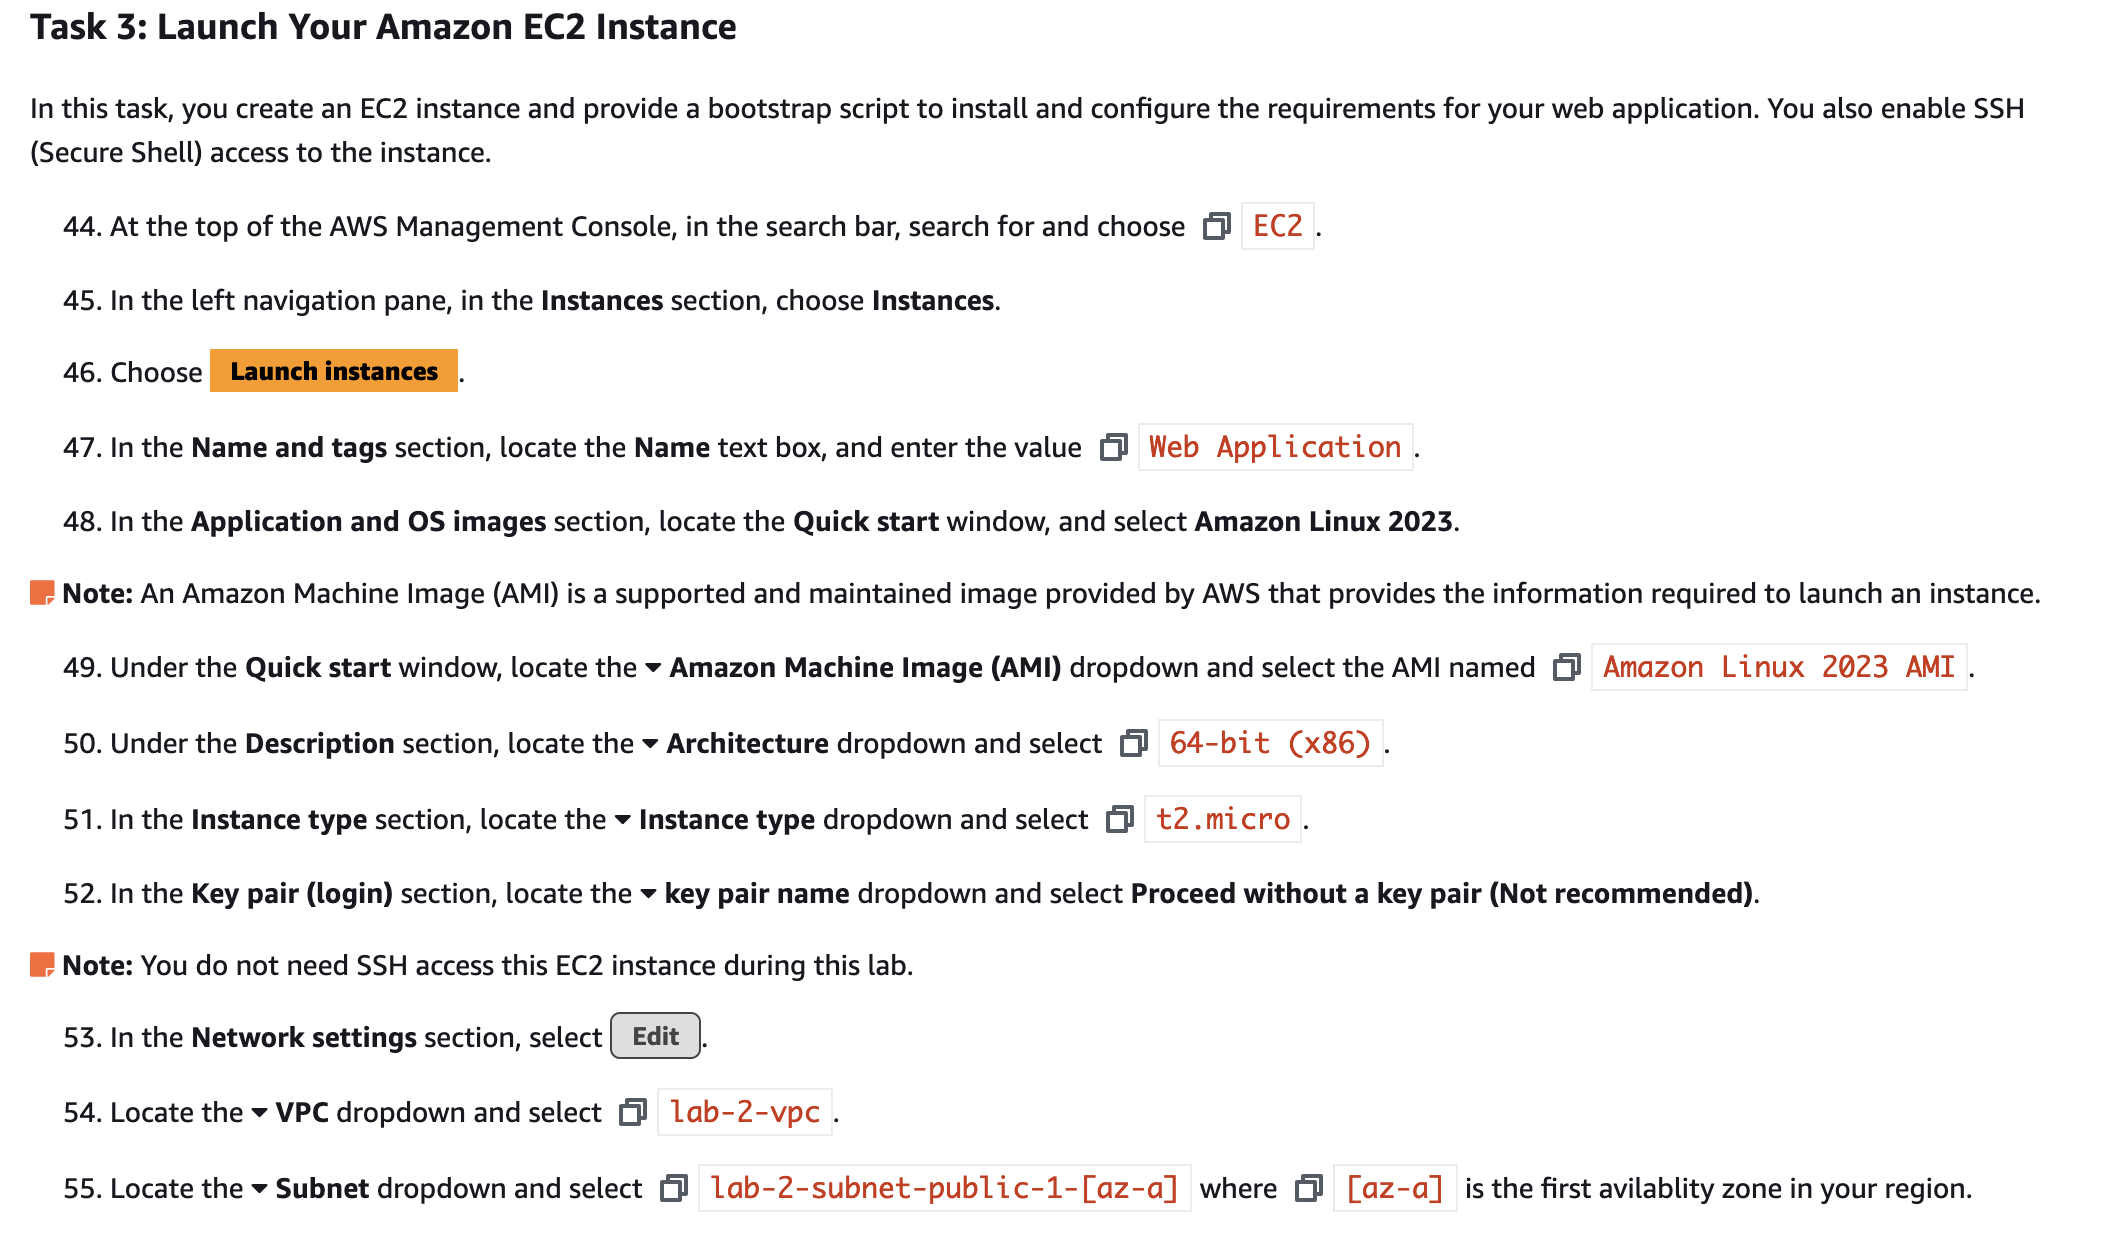 Task 3: Launch Your Amazon EC2 Instance
In this task, you create an EC2 instance and provide a bootstrap script to install and configure the requirements for your web application. You also enable SSH
(Secure Shell) access to the instance.
44. At the top of the AWS Management Console, in the search bar, search for and choose EC2.
45. In the left navigation pane, in the Instances section, choose Instances.
46. Choose Launch instances.
47. In the Name and tags section, locate the Name text box, and enter the value Web Application.
48. In the Application and OS images section, locate the Quick start window, and select Amazon Linux 2023.
Note: An Amazon Machine Image (AMI) is a supported and maintained image provided by AWS that provides the information required to launch an instance.
49. Under the Quick start window, locate the Amazon Machine Image (AMI) dropdown and select the AMI named Amazon Linux 2023 AMI.
50. Under the Description section, locate the Architecture dropdown and select 64-bit (x86).
51. In the Instance type section, locate the Instance type dropdown and select t2.micro.
52. In the Key pair (login) section, locate the key pair name dropdown and select Proceed without a key pair (Not recommended).
Note: You do not need SSH access this EC2 instance during this lab.
53. In the Network settings section, select Edit.
54. Locate the VPC dropdown and select lab-2-vpc.
55. Locate the Subnet dropdown and select lab-2-subnet-public-1-[az-a] where [az-a] is the first avilablity zone in your region.